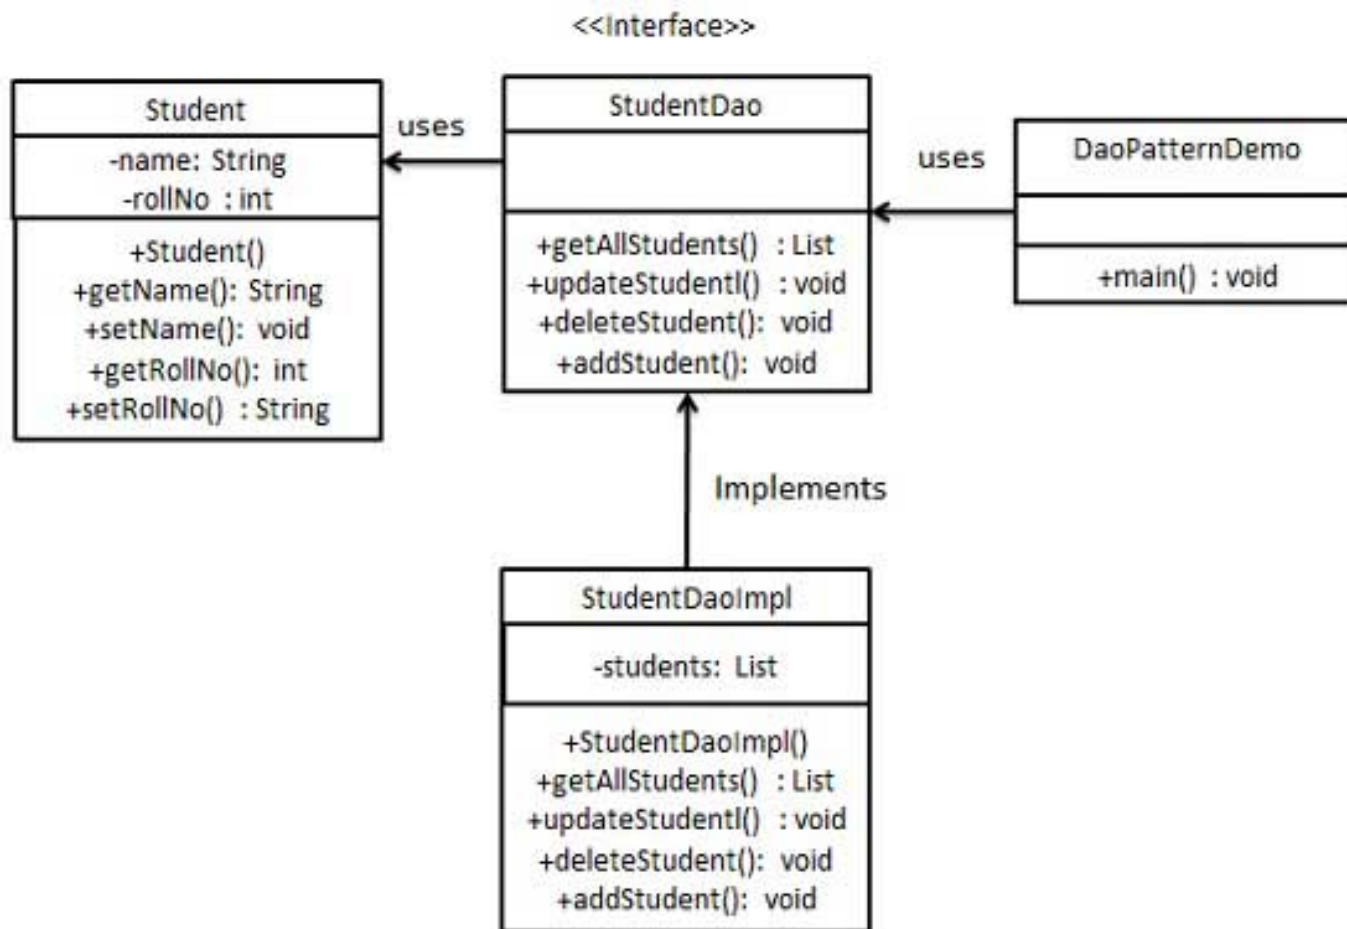 <<Interface>>
Student
-name: String
-rollNo : int
+Student()
+getName(): String
+setName(): void
+getRollNo(): int
+setRollNo() : String
uses
StudentDao
+getAllStudents() : List
+updateStudentl() : void
+deleteStudent(): void
+addStudent(): void
uses
DaoPatternDemo
+main() : void
Implements
StudentDaoImpl
-students: List
+StudentDaoImpl()
+getAllStudents() : List
+updateStudentl() : void
+deleteStudent(): void
+addStudent(): void